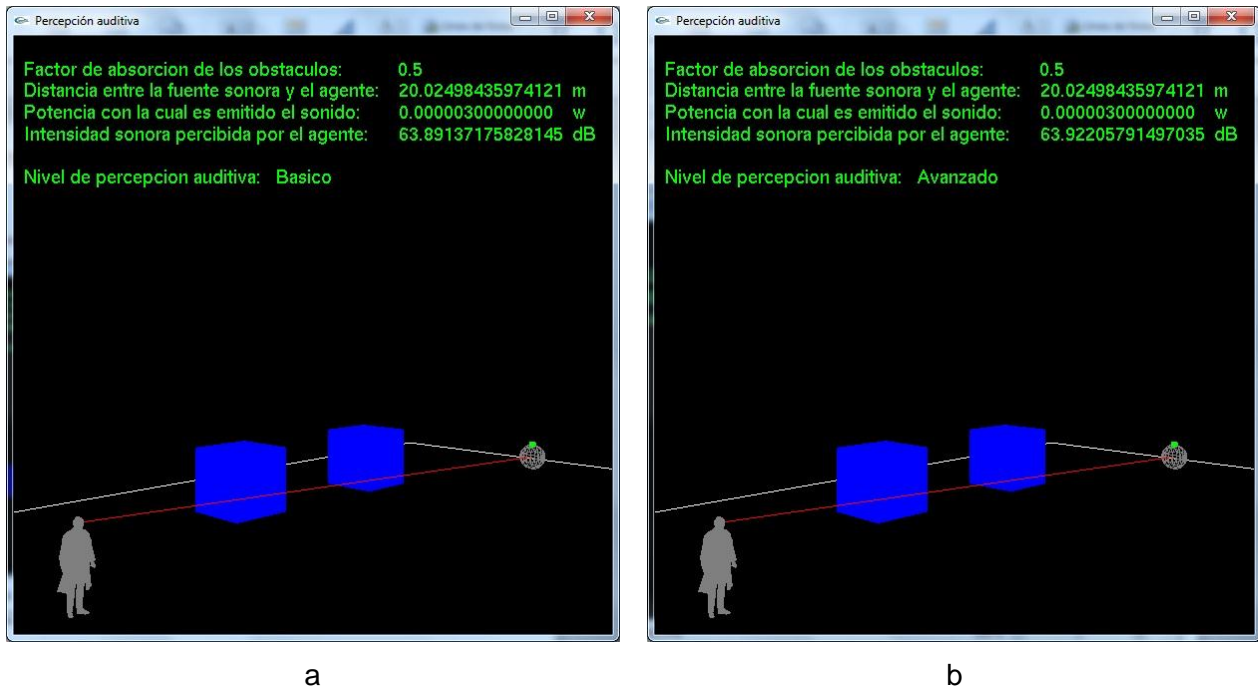 Percepción auditiva
Factor de absorcion de los obstaculos: 0.5
Distancia entre la fuente sonora y el agente: 20.02498435974121 m
Potencia con la cual es emitido el sonido: 0.00000300000000 w
Intensidad sonora percibida por el agente: 63.89137175828145 dB
Nivel de percepcion auditiva: Basico
a
Percepción auditiva
Factor de absorcion de los obstaculos: 0.5
Distancia entre la fuente sonora y el agente: 20.02498435974121 m
Potencia con la cual es emitido el sonido: 0.00000300000000 w
Intensidad sonora percibida por el agente: 63.92205791497035 dB
Nivel de percepcion auditiva: Avanzado
b